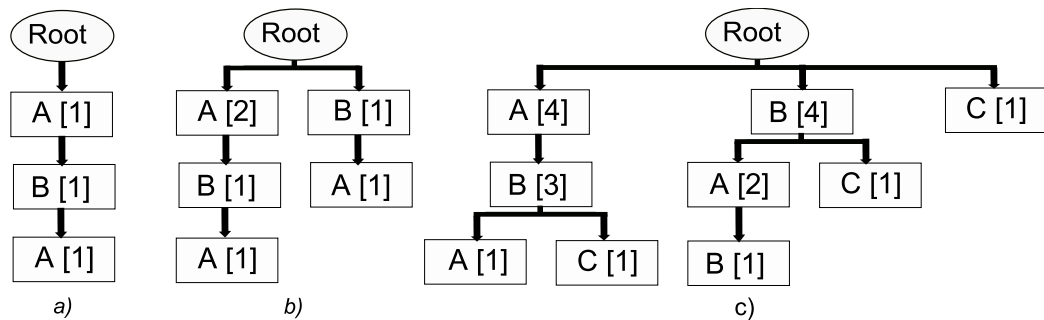 Root Root Root
A [1] A [2] B [1] A [4] B [4] C [1]
B [1] B [1] A [1] B [3] A [2] C [1]
A [1] A [1] A [1] C [1] B [1]
a) b) c)